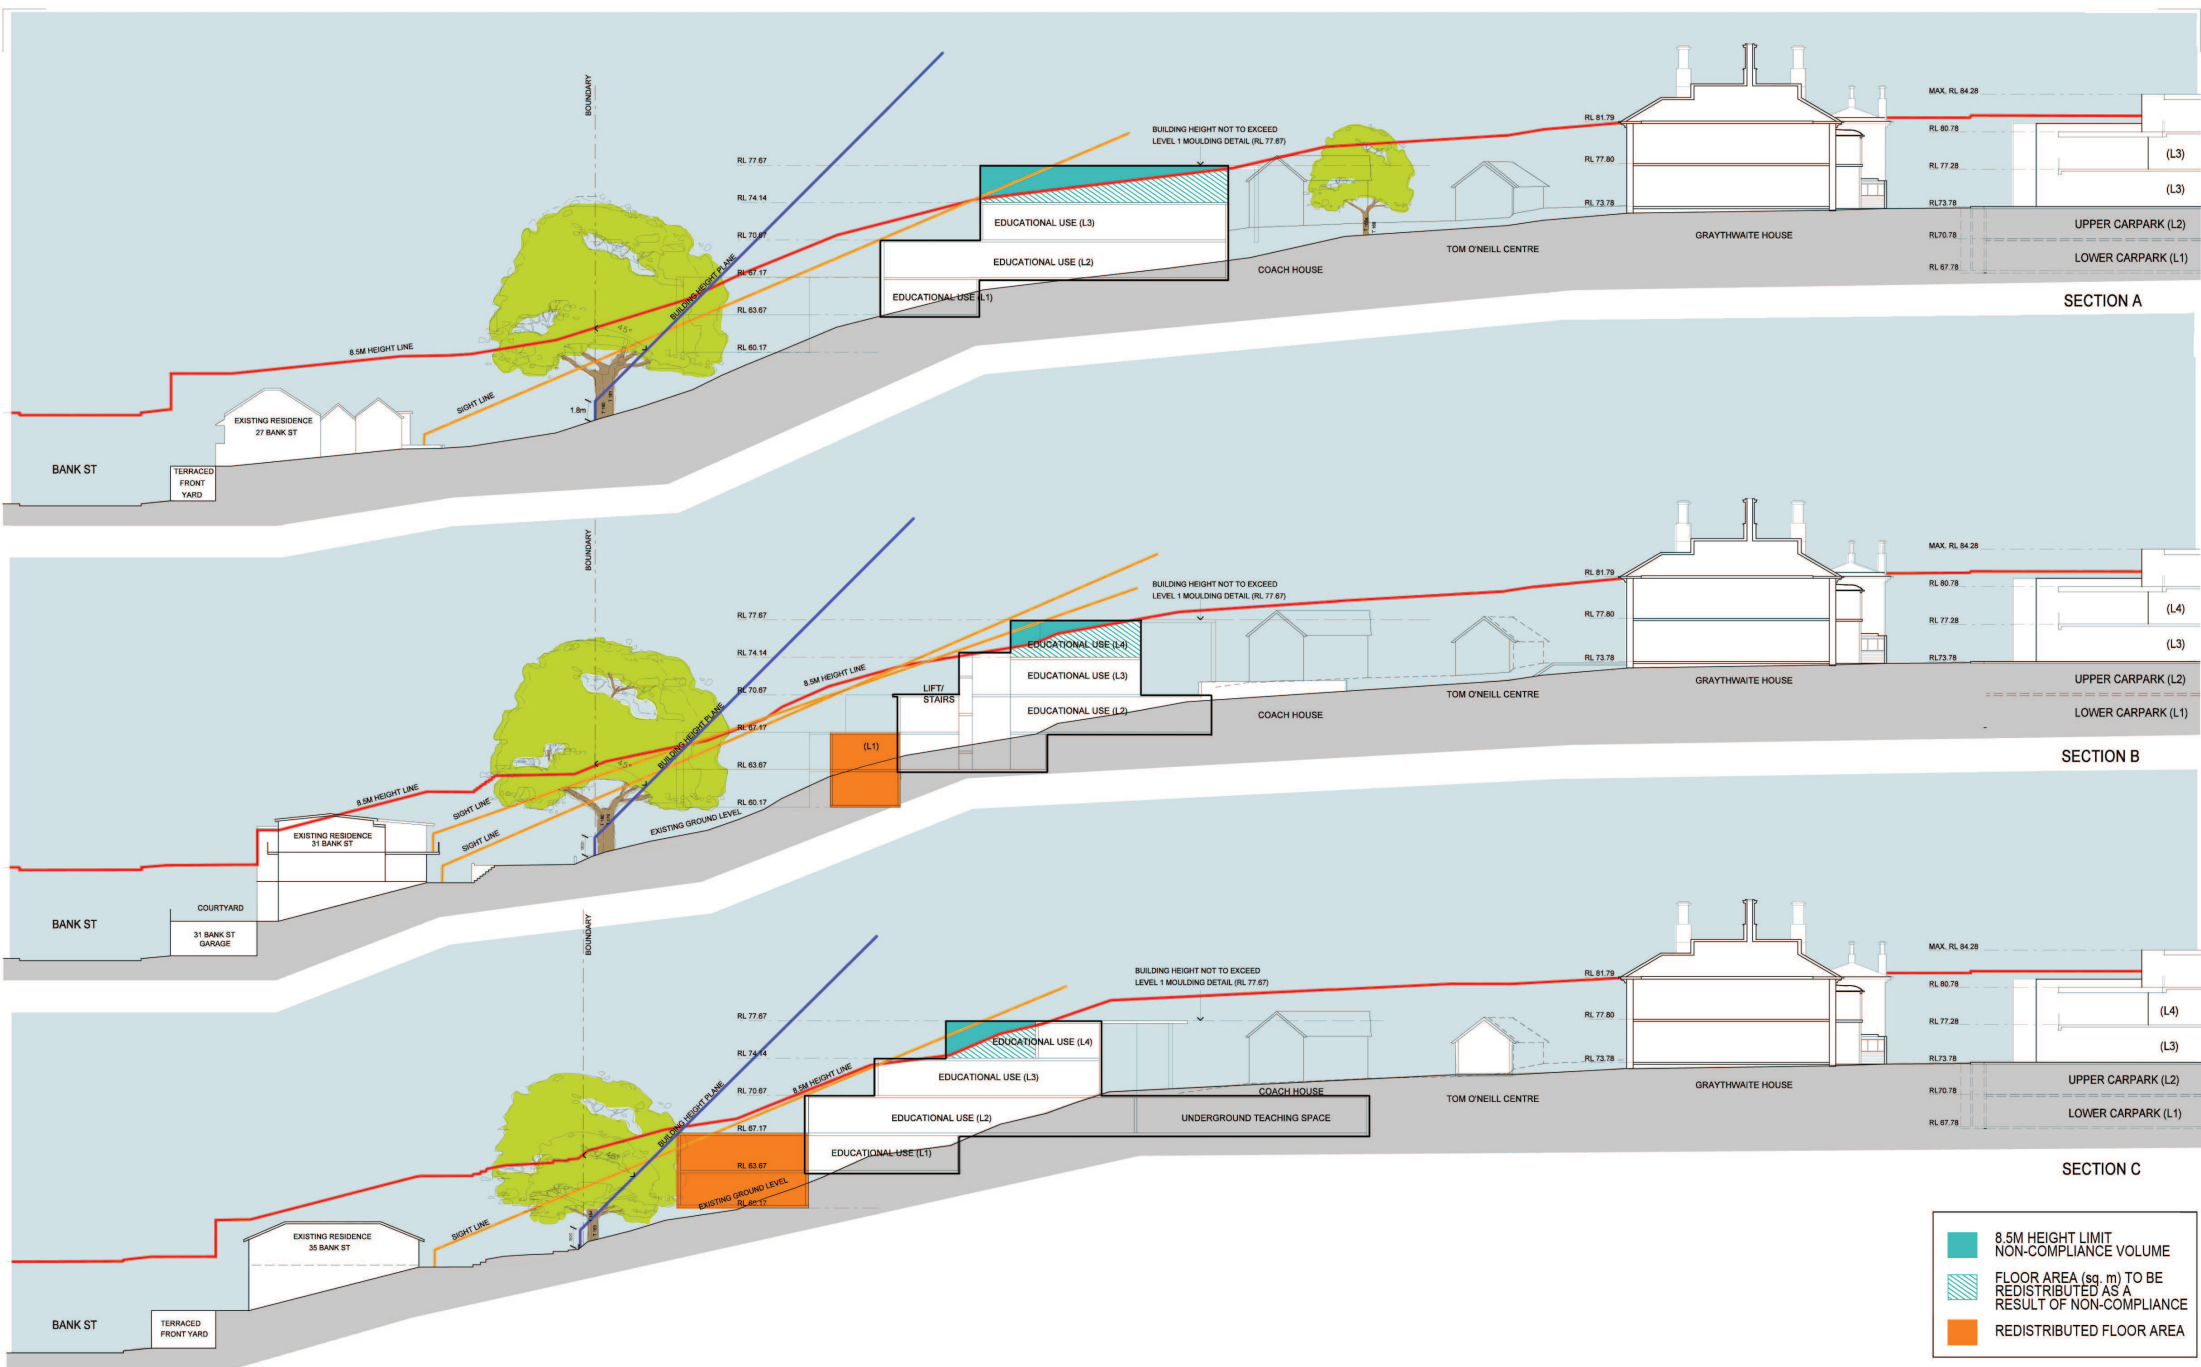 BOUNDARY
BUILDING HEIGHT NOT TO EXCEED
LEVEL 1 MOULDING DETAIL (RL 77.67)
RL 77.67
RL 74.14
RL 70.67
RL 67.17
RL 63.67
RL 60.17
BUILDING HEIGHT PLANE
45°
8.5M HEIGHT LINE
SIGHT LINE
1.8m
EXISTING RESIDENCE
27 BANK ST
BANK ST
TERRACED
FRONT
YARD
EDUCATIONAL USE (L3)
EDUCATIONAL USE (L2)
EDUCATIONAL USE (L1)
COACH HOUSE
TOM O'NEILL CENTRE
GRAYTHWAITE HOUSE
RL 81.79
RL 77.80
RL 73.78
MAX. RL 84.28
RL 80.78
RL 77.28
RL73.78
RL70.78
RL 67.78
(L3)
(L3)
UPPER CARPARK (L2)
LOWER CARPARK (L1)
SECTION A
BOUNDARY
BUILDING HEIGHT NOT TO EXCEED
LEVEL 1 MOULDING DETAIL (RL 77.67)
RL 77.67
RL 74.14
RL 70.67
RL 67.17
RL 63.67
RL 60.17
8.5M HEIGHT LINE
BUILDING HEIGHT PLANE
45°
8.5M HEIGHT LINE
SIGHT LINE
SIGHT LINE
EXISTING GROUND LEVEL
EXISTING RESIDENCE
31 BANK ST
COURTYARD
BANK ST
31 BANK ST
GARAGE
(L1)
LIFT/
STAIRS
EDUCATIONAL USE (L4)
EDUCATIONAL USE (L3)
EDUCATIONAL USE (L2)
COACH HOUSE
TOM O'NEILL CENTRE
GRAYTHWAITE HOUSE
RL 81.79
RL 77.80
RL 73.78
MAX. RL 84.28
RL 80.78
RL 77.28
RL73.78
(L4)
(L3)
UPPER CARPARK (L2)
LOWER CARPARK (L1)
SECTION B
BOUNDARY
BUILDING HEIGHT NOT TO EXCEED
LEVEL 1 MOULDING DETAIL (RL 77.67)
RL 77.67
RL 74.14
RL 70.67
RL 67.17
RL 63.67
RL 60.17
8.5M HEIGHT LINE
BUILDING HEIGHT PLANE
SIGHT LINE
EXISTING GROUND LEVEL
EXISTING RESIDENCE
35 BANK ST
BANK ST
TERRACED
FRONT YARD
EDUCATIONAL USE (L4)
EDUCATIONAL USE (L3)
EDUCATIONAL USE (L2)
EDUCATIONAL USE (L1)
COACH HOUSE
UNDERGROUND TEACHING SPACE
TOM O'NEILL CENTRE
GRAYTHWAITE HOUSE
RL 81.79
RL 77.80
RL 73.78
MAX. RL 84.28
RL 80.78
RL 77.28
RL73.78
RL70.78
RL 67.78
(L4)
(L3)
UPPER CARPARK (L2)
LOWER CARPARK (L1)
SECTION C
8.5M HEIGHT LIMIT
NON-COMPLIANCE VOLUME
FLOOR AREA (sq. m) TO BE
REDISTRIBUTED AS A
RESULT OF NON-COMPLIANCE
REDISTRIBUTED FLOOR AREA